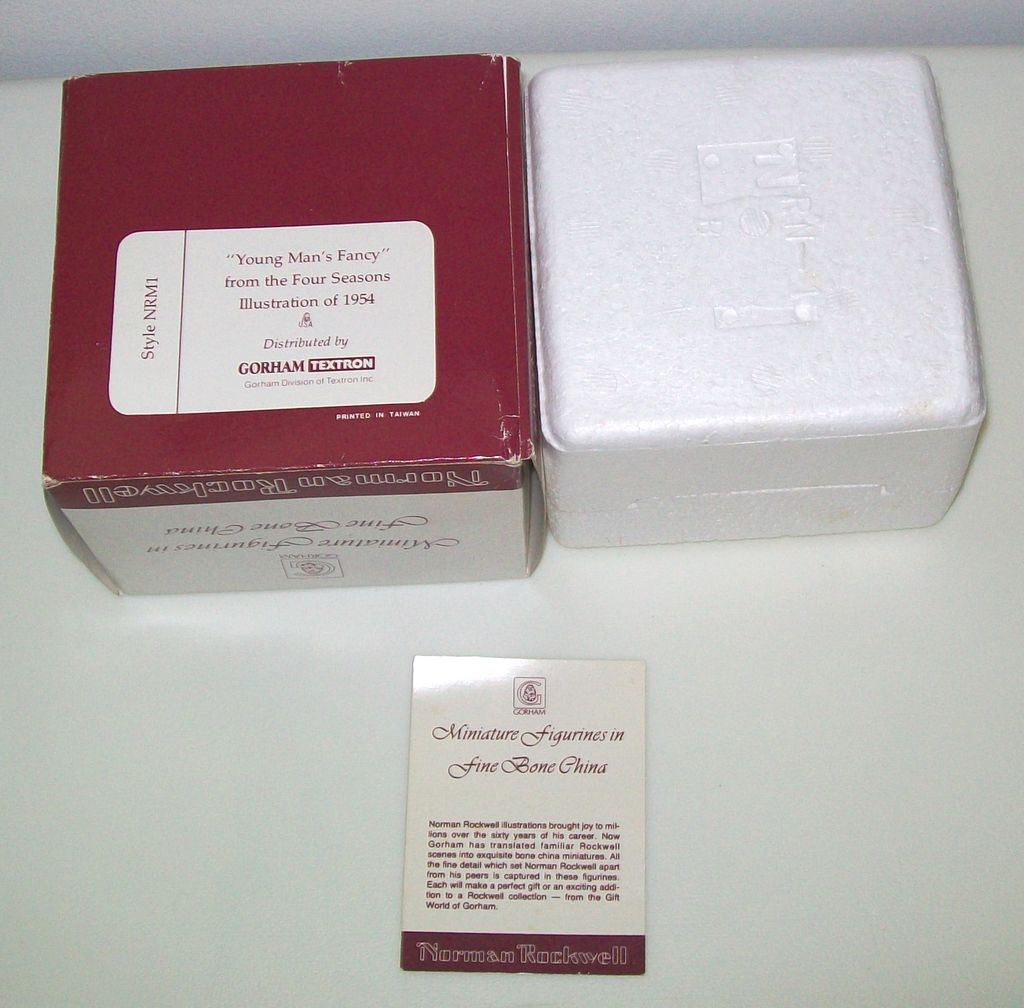 Style NRM1
"Young Man's Fancy"
from the Four Seasons
Illustration of 1954
G
USA
Distributed by
GORHAM TEXTRON
Gorham Division of Textron Inc.
PRINTED IN TAIWAN
Norman Rockwell
Miniature Figurines in
Fine Bone China
GORHAM
NRM-1
GORHAM
Miniature Figurines in
Fine Bone China
Norman Rockwell illustrations brought joy to mil-
lions over the sixty years of his career. Now
Gorham has translated familiar Rockwell
scenes into exquisite bone china miniatures. All
the fine detail which set Norman Rockwell apart
from his peers is captured in these figurines.
Each will make a perfect gift or an exciting addi-
tion to a Rockwell collection — from the Gift
World of Gorham.
Norman Rockwell